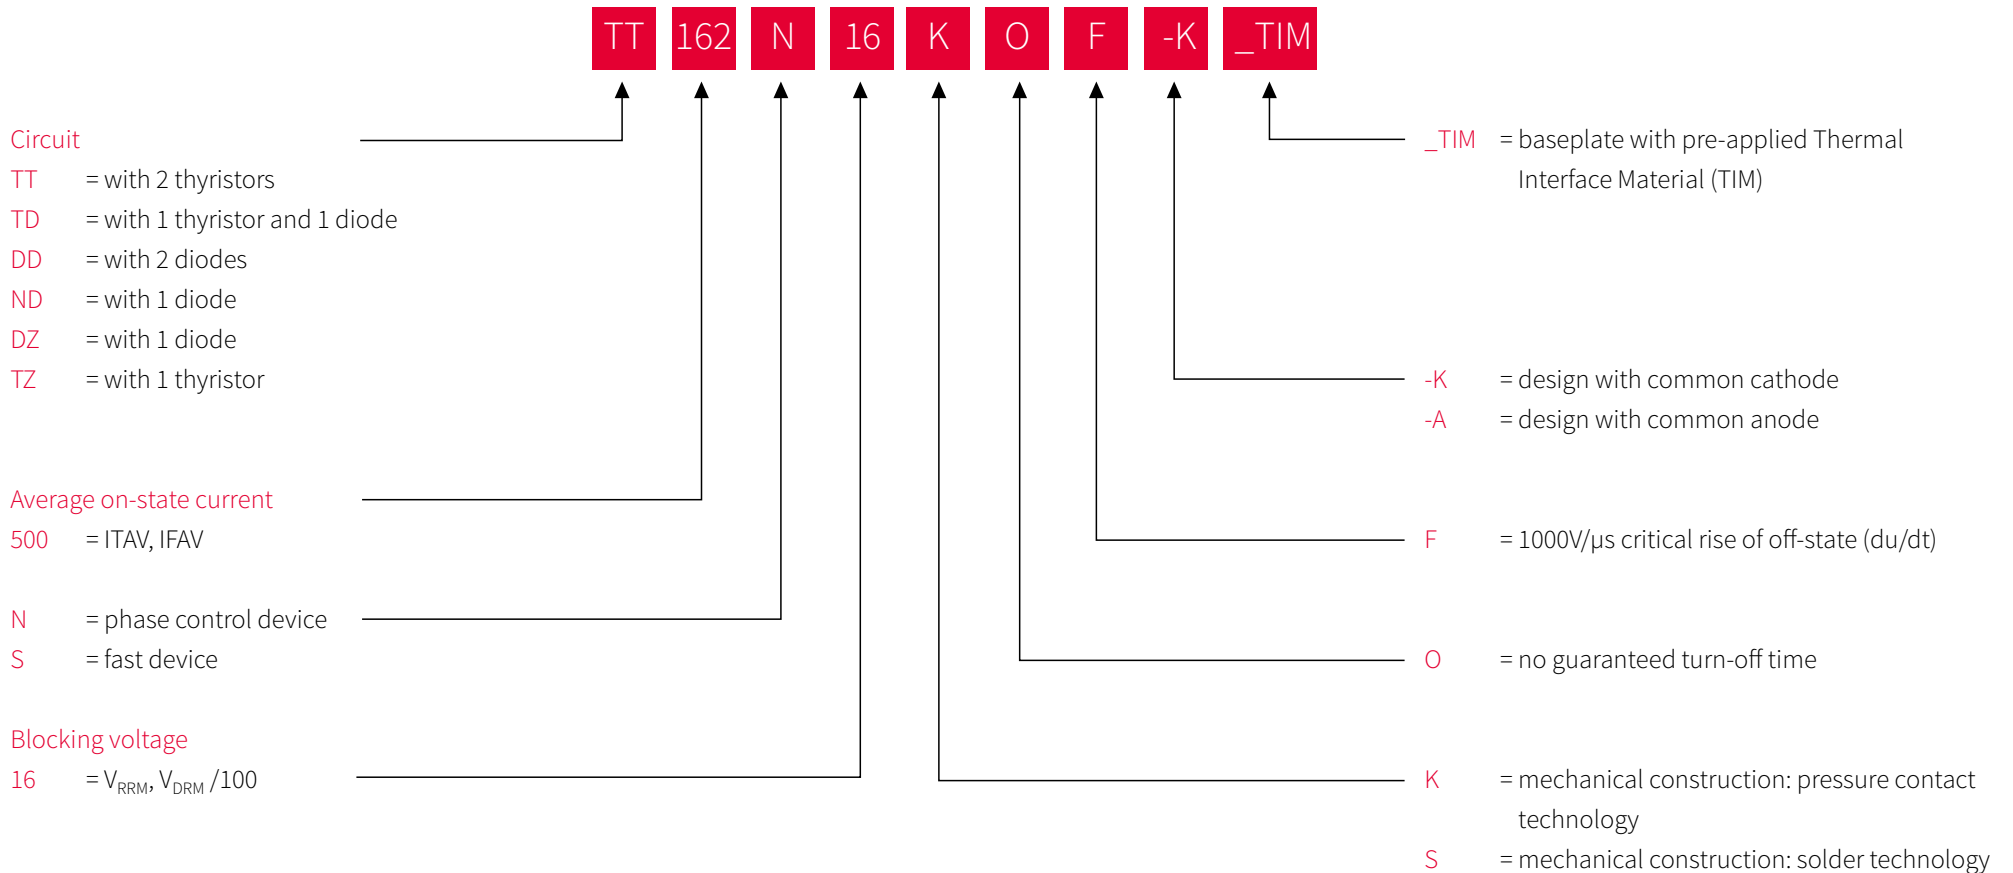 TT 162 N 16 K O F -K _TIM
Circuit
TT = with 2 thyristors
TD = with 1 thyristor and 1 diode
DD = with 2 diodes
ND = with 1 diode
DZ = with 1 diode
TZ = with 1 thyristor
Average on-state current
500 = ITAV, IFAV
N = phase control device
S = fast device
Blocking voltage
16 = VRRM, VDRM /100
_TIM = baseplate with pre-applied Thermal
Interface Material (TIM)
-K = design with common cathode
-A = design with common anode
F = 1000V/µs critical rise of off-state (du/dt)
O = no guaranteed turn-off time
K = mechanical construction: pressure contact
technology
S = mechanical construction: solder technology